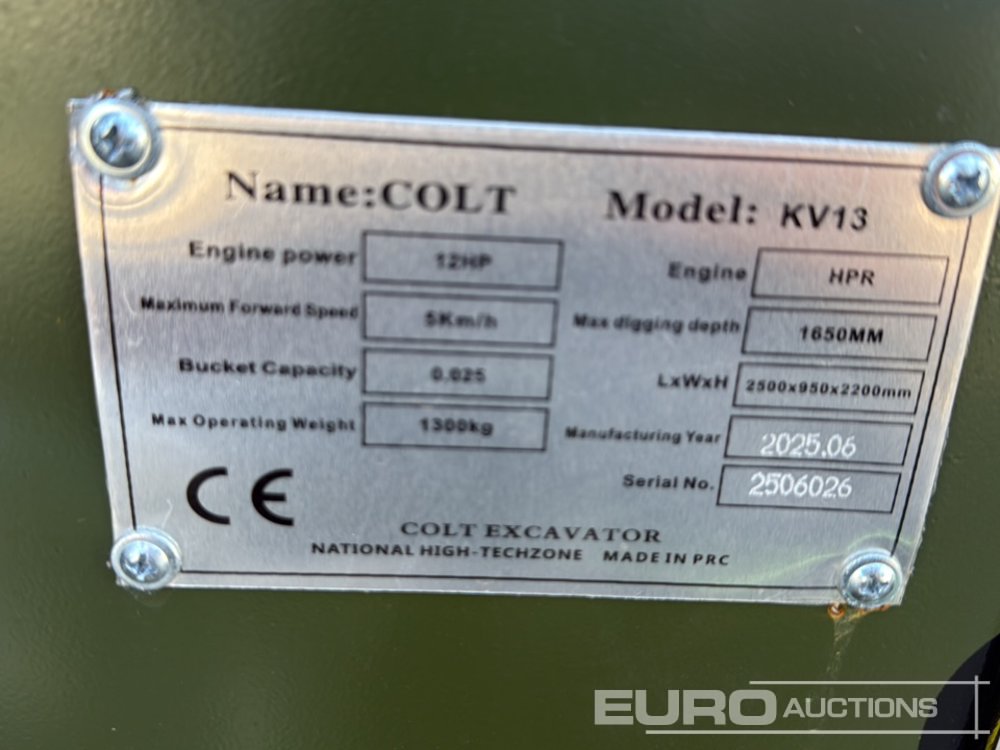 Name:COLT Model: KV13
Engine power 12HP Engine HPR
Maximum Forward Speed 5Km/h Max digging depth 1650MM
Bucket Capacity 0.025 LxWxH 2500x950x2200mm
Max Operating Weight 1300kg Manufacturing Year 2025.06
Serial No. 2506026
CE
COLT EXCAVATOR
NATIONAL HIGH-TECHZONE MADE IN PRC
EURO AUCTIONS